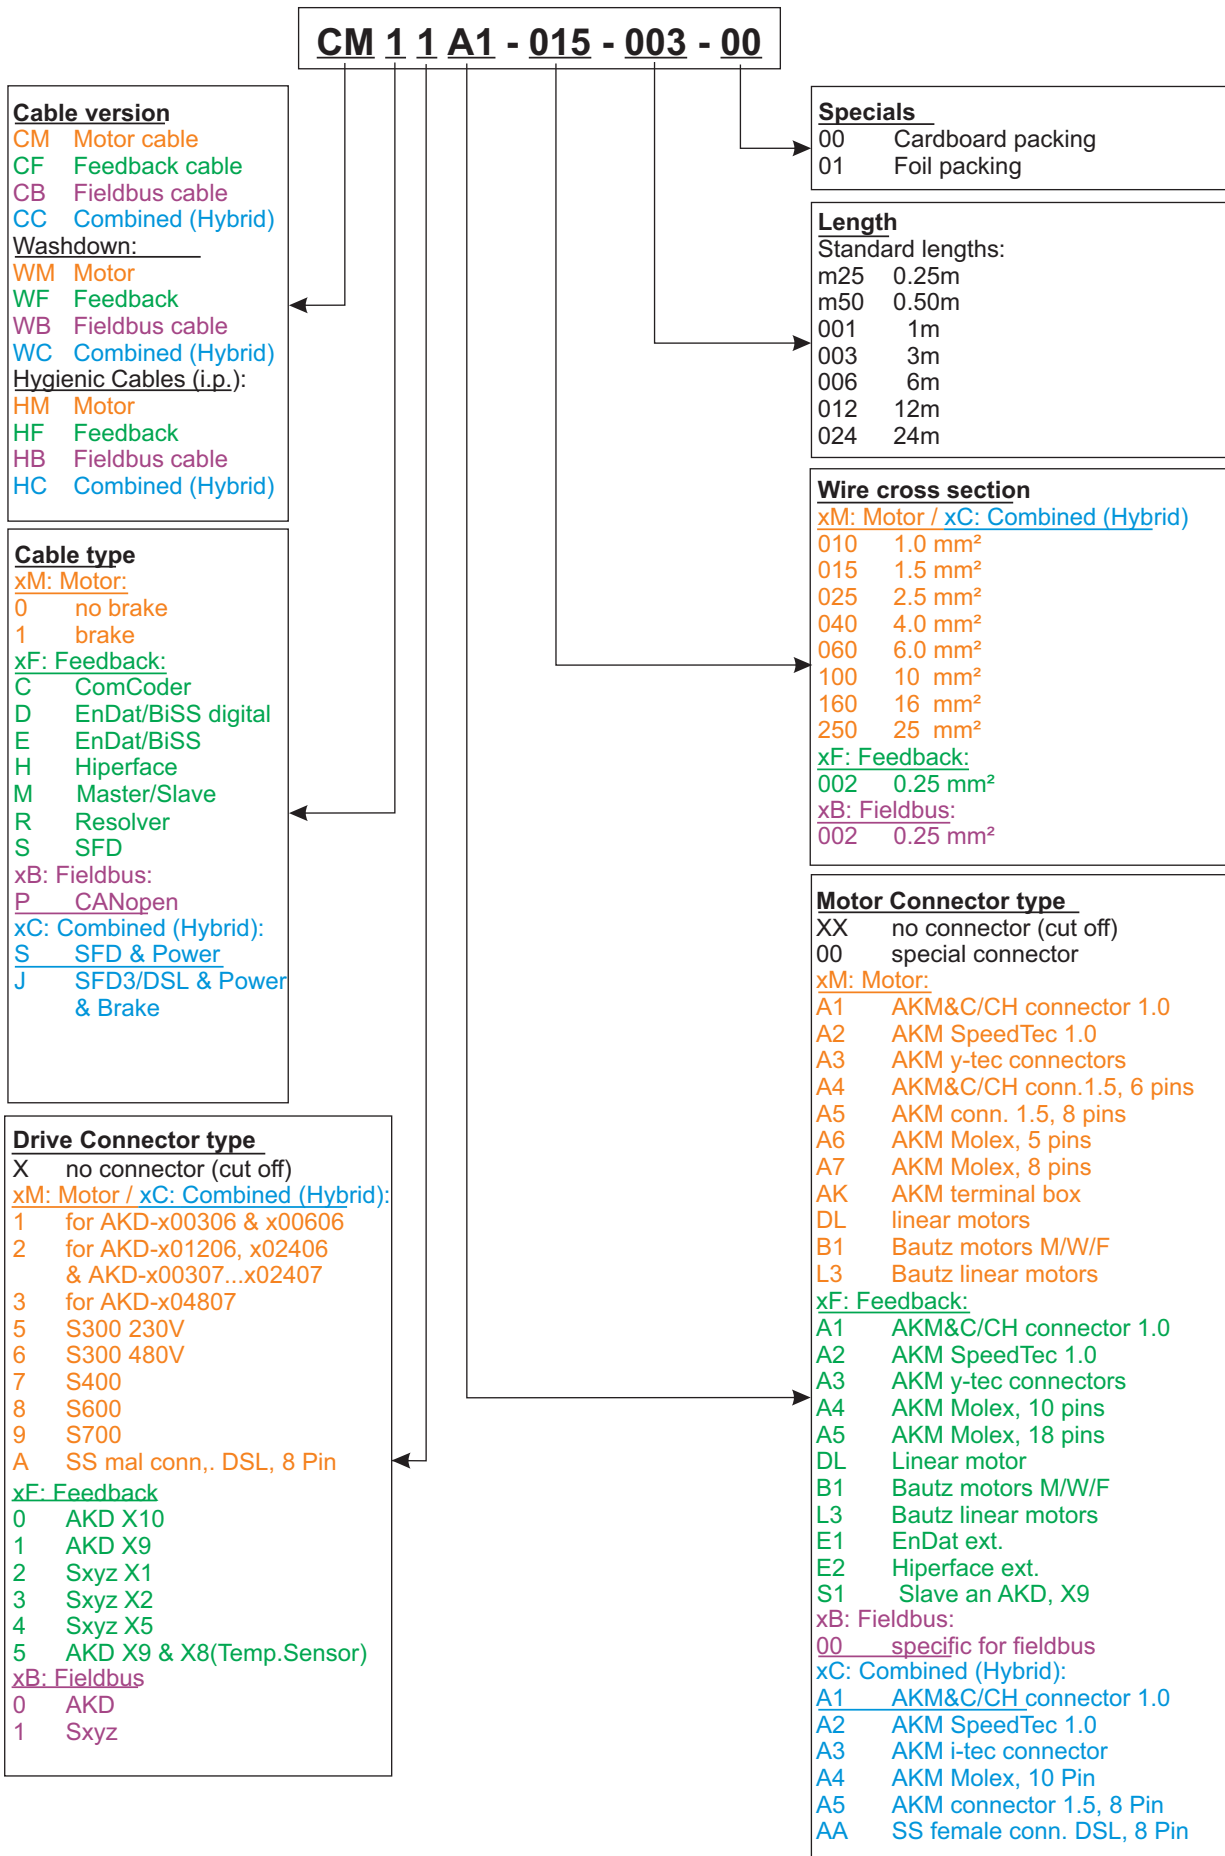 CM 1 1 A1 - 015 - 003 - 00
Cable version
CM Motor cable
CF Feedback cable
CB Fieldbus cable
CC Combined (Hybrid)
Washdown:
WM Motor
WF Feedback
WB Fieldbus cable
WC Combined (Hybrid)
Hygienic Cables (i.p.):
HM Motor
HF Feedback
HB Fieldbus cable
HC Combined (Hybrid)
Cable type
xM: Motor:
0 no brake
1 brake
xF: Feedback:
C ComCoder
D EnDat/BiSS digital
E EnDat/BiSS
H Hiperface
M Master/Slave
R Resolver
S SFD
xB: Fieldbus:
P CANopen
xC: Combined (Hybrid):
S SFD & Power
J SFD3/DSL & Power
& Brake
Drive Connector type
X no connector (cut off)
xM: Motor / xC: Combined (Hybrid):
1 for AKD-x00306 & x00606
2 for AKD-x01206, x02406
& AKD-x00307...x02407
3 for AKD-x04807
5 S300 230V
6 S300 480V
7 S400
8 S600
9 S700
A SS mal conn,. DSL, 8 Pin
xF: Feedback
0 AKD X10
1 AKD X9
2 Sxyz X1
3 Sxyz X2
4 Sxyz X5
5 AKD X9 & X8(Temp.Sensor)
xB: Fieldbus
0 AKD
1 Sxyz
Specials
00 Cardboard packing
01 Foil packing
Length
Standard lengths:
m25 0.25m
m50 0.50m
001 1m
003 3m
006 6m
012 12m
024 24m
Wire cross section
xM: Motor / xC: Combined (Hybrid)
010 1.0 mm²
015 1.5 mm²
025 2.5 mm²
040 4.0 mm²
060 6.0 mm²
100 10 mm²
160 16 mm²
250 25 mm²
xF: Feedback:
002 0.25 mm²
xB: Fieldbus:
002 0.25 mm²
Motor Connector type
XX no connector (cut off)
00 special connector
xM: Motor:
A1 AKM&C/CH connector 1.0
A2 AKM SpeedTec 1.0
A3 AKM y-tec connectors
A4 AKM&C/CH conn.1.5, 6 pins
A5 AKM conn. 1.5, 8 pins
A6 AKM Molex, 5 pins
A7 AKM Molex, 8 pins
AK AKM terminal box
DL linear motors
B1 Bautz motors M/W/F
L3 Bautz linear motors
xF: Feedback:
A1 AKM&C/CH connector 1.0
A2 AKM SpeedTec 1.0
A3 AKM y-tec connectors
A4 AKM Molex, 10 pins
A5 AKM Molex, 18 pins
DL Linear motor
B1 Bautz motors M/W/F
L3 Bautz linear motors
E1 EnDat ext.
E2 Hiperface ext.
S1 Slave an AKD, X9
xB: Fieldbus:
00 specific for fieldbus
xC: Combined (Hybrid):
A1 AKM&C/CH connector 1.0
A2 AKM SpeedTec 1.0
A3 AKM i-tec connector
A4 AKM Molex, 10 Pin
A5 AKM connector 1.5, 8 Pin
AA SS female conn. DSL, 8 Pin